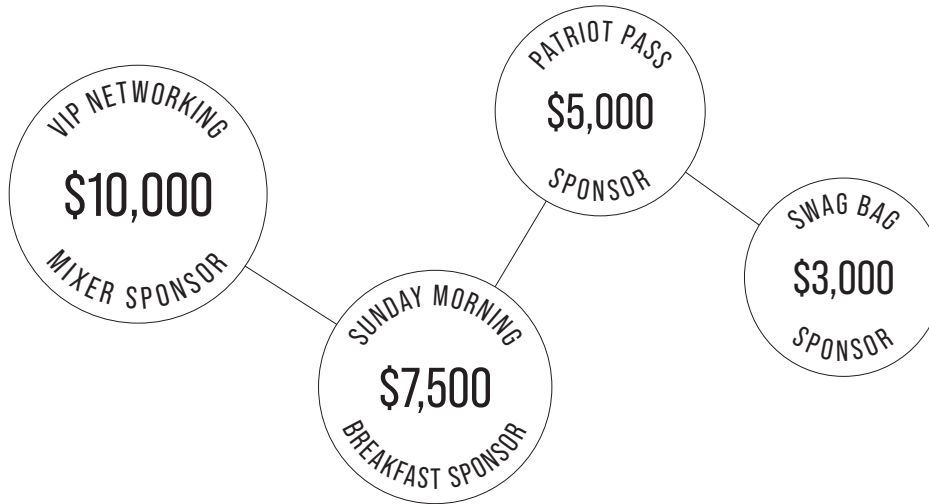 VIP NETWORKING
$10,000
MIXER SPONSOR
SUNDAY MORNING
$7,500
BREAKFAST SPONSOR
PATRIOT PASS
$5,000
SPONSOR
SWAG BAG
$3,000
SPONSOR